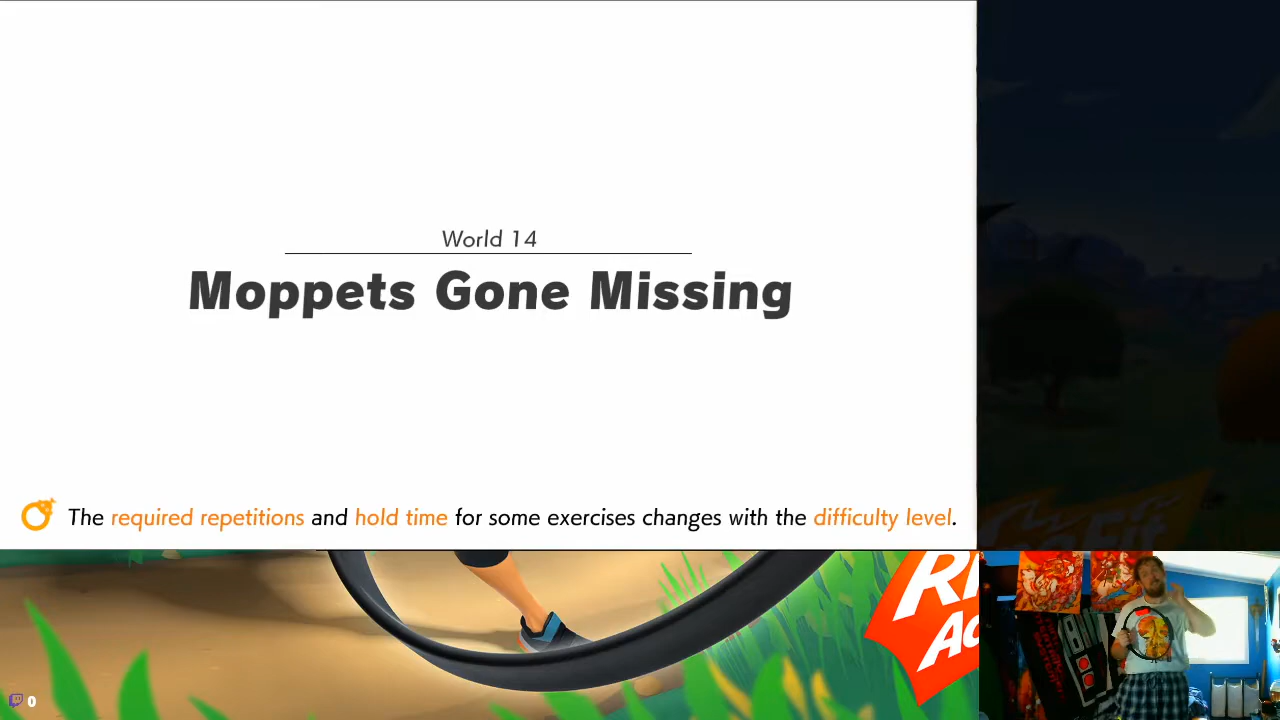 World 14
Moppets Gone Missing
The required repetitions and hold time for some exercises changes with the difficulty level.
0